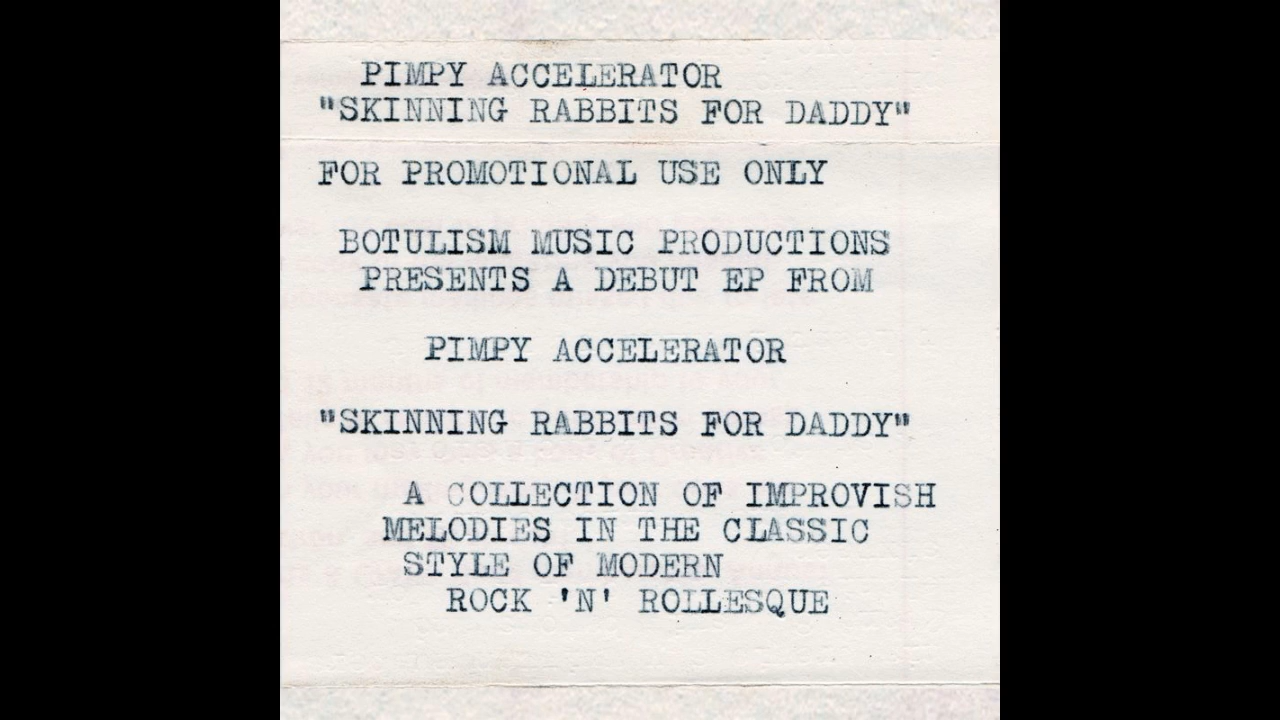 PIMPY ACCELERATOR
"SKINNING RABBITS FOR DADDY"
FOR PROMOTIONAL USE ONLY
BOTULISM MUSIC PRODUCTIONS
PRESENTS A DEBUT EP FROM
PIMPY ACCELERATOR
"SKINNING RABBITS FOR DADDY"
A COLLECTION OF IMPROVISH
MELODIES IN THE CLASSIC
STYLE OF MODERN
ROCK 'N' ROLLESQUE